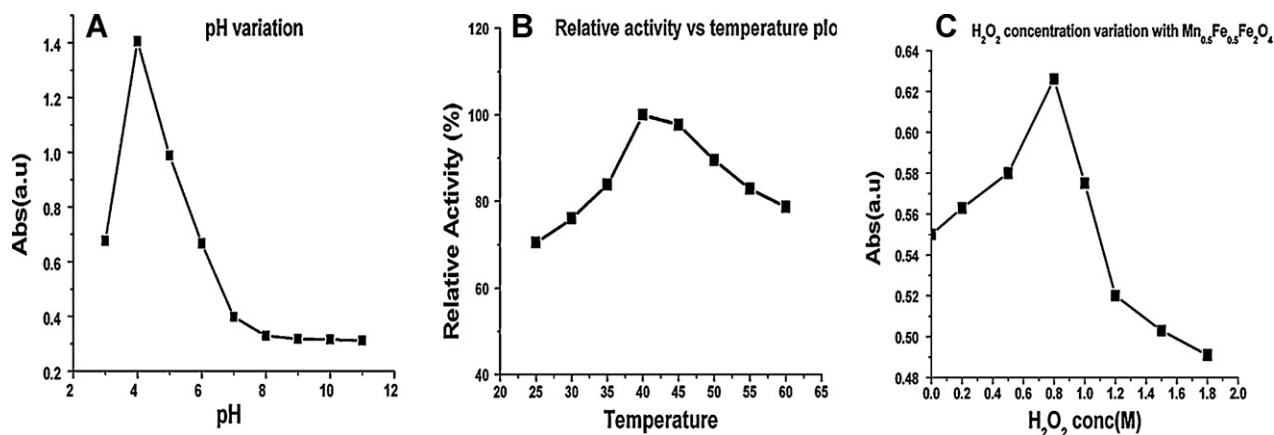 A
pH variation
Abs(a.u)
1.4
1.2
1.0
0.8
0.6
0.4
0.2
2 4 6 8 10 12
pH
B
Relative activity vs temperature plo
Relative Activity (%)
120
100
80
60
40
25 30 35 40 45 50 55 60 65
Temperature
C
H₂O₂ concentration variation with Mn₀.₅Fe₀.₅Fe₂O₄
Abs(a.u)
0.64
0.62
0.60
0.58
0.56
0.54
0.52
0.50
0.48
0.0 0.2 0.4 0.6 0.8 1.0 1.2 1.4 1.6 1.8 2.0
H₂O₂ conc(M)